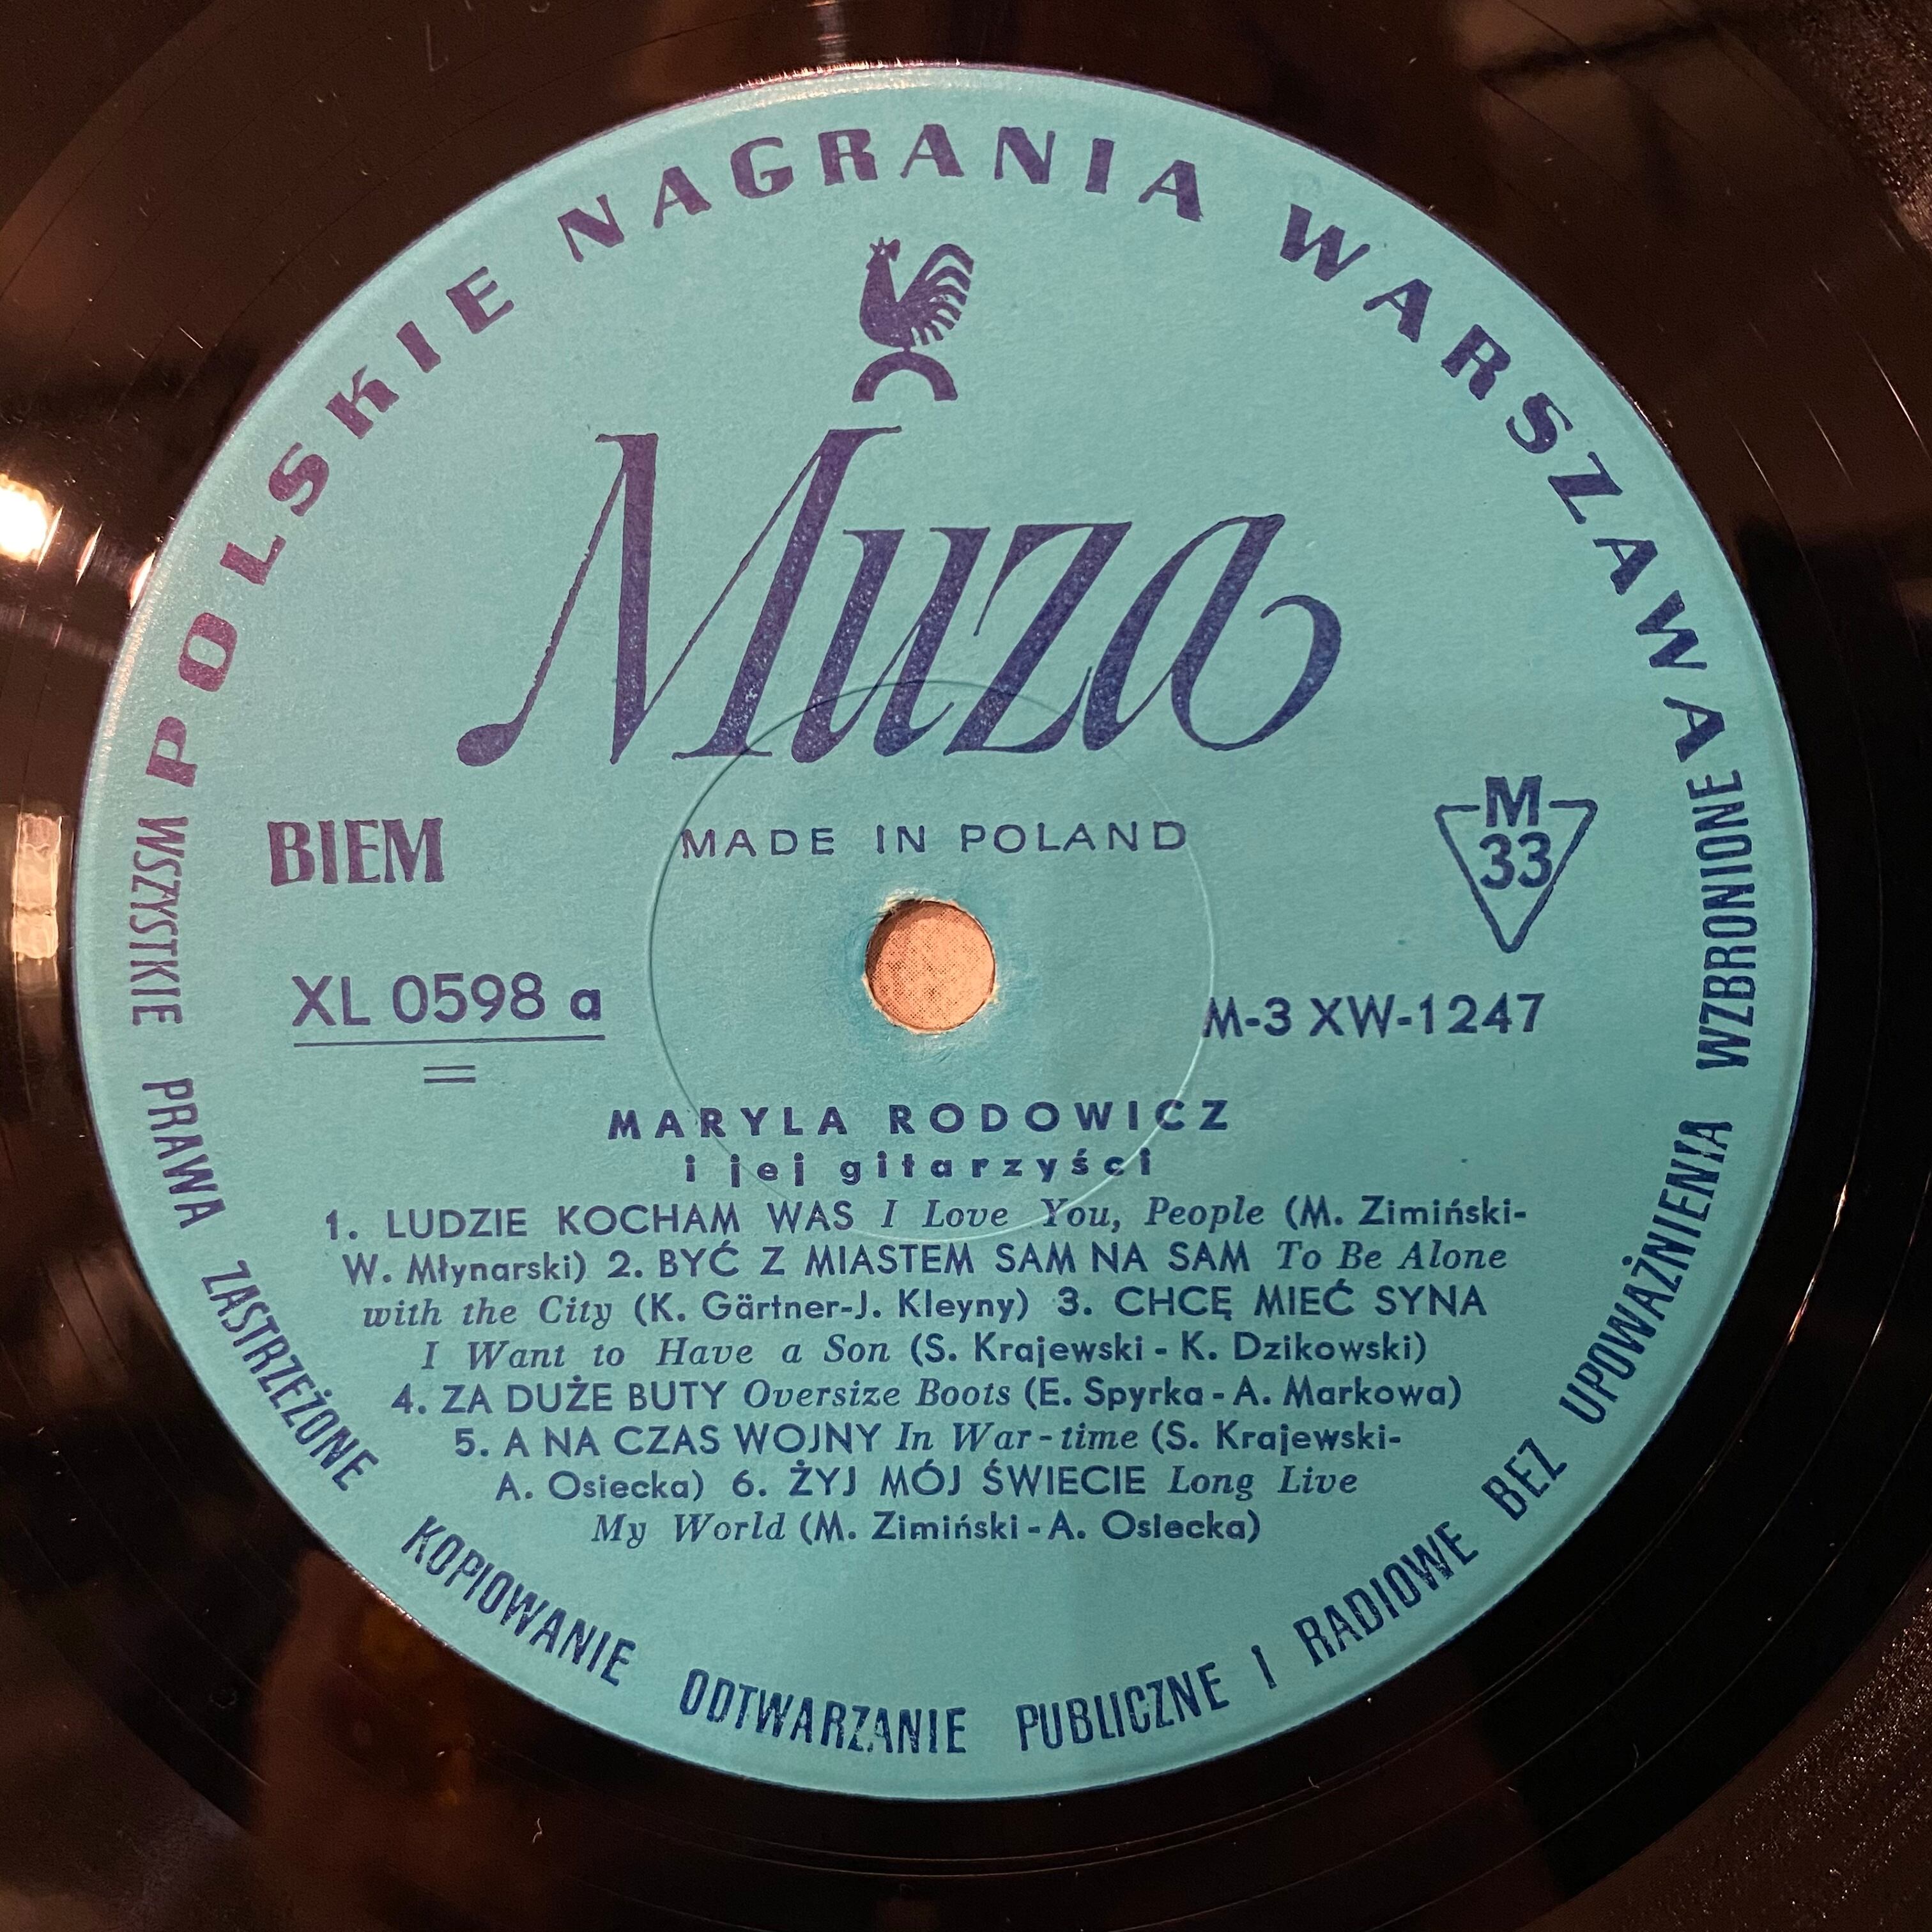 POLSKIE NAGRANIA WARSZAWA
Muza
BIEM
MADE IN POLAND
M
33
XL 0598 a
M-3 XW-1247
MARYLA RODOWICZ
i jej gitarzyści
1. LUDZIE KOCHAM WAS I Love You, People (M. Zimiński-
W. Młynarski) 2. BYĆ Z MIASTEM SAM NA SAM To Be Alone
with the City (K. Gärtner-J. Kleyny) 3. CHCĘ MIEĆ SYNA
I Want to Have a Son (S. Krajewski - K. Dzikowski)
4. ZA DUŻE BUTY Oversize Boots (E. Spyrka - A. Markowa)
5. A NA CZAS WOJNY In War-time (S. Krajewski-
A. Osiecka) 6. ŻYJ MÓJ ŚWIECIE Long Live
My World (M. Zimiński - A. Osiecka)
WSZYSTKIE PRAWA ZASTRZEŻONE KOPIOWANIE ODTWARZANIE PUBLICZNE I RADIOWE BEZ UPOWAŻNIENIA WZBRONIONE